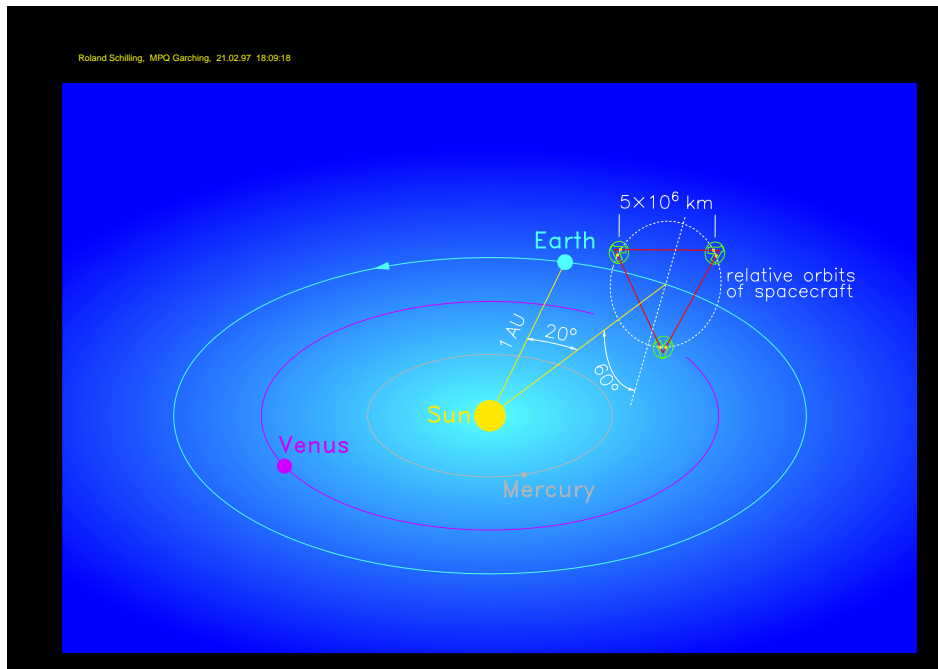 Roland Schilling, MPQ Garching, 21.02.97 18:09:18
5×10⁶ km
Earth
relative orbits
of spacecraft
1 AU
20°
60°
Sun
Venus
Mercury